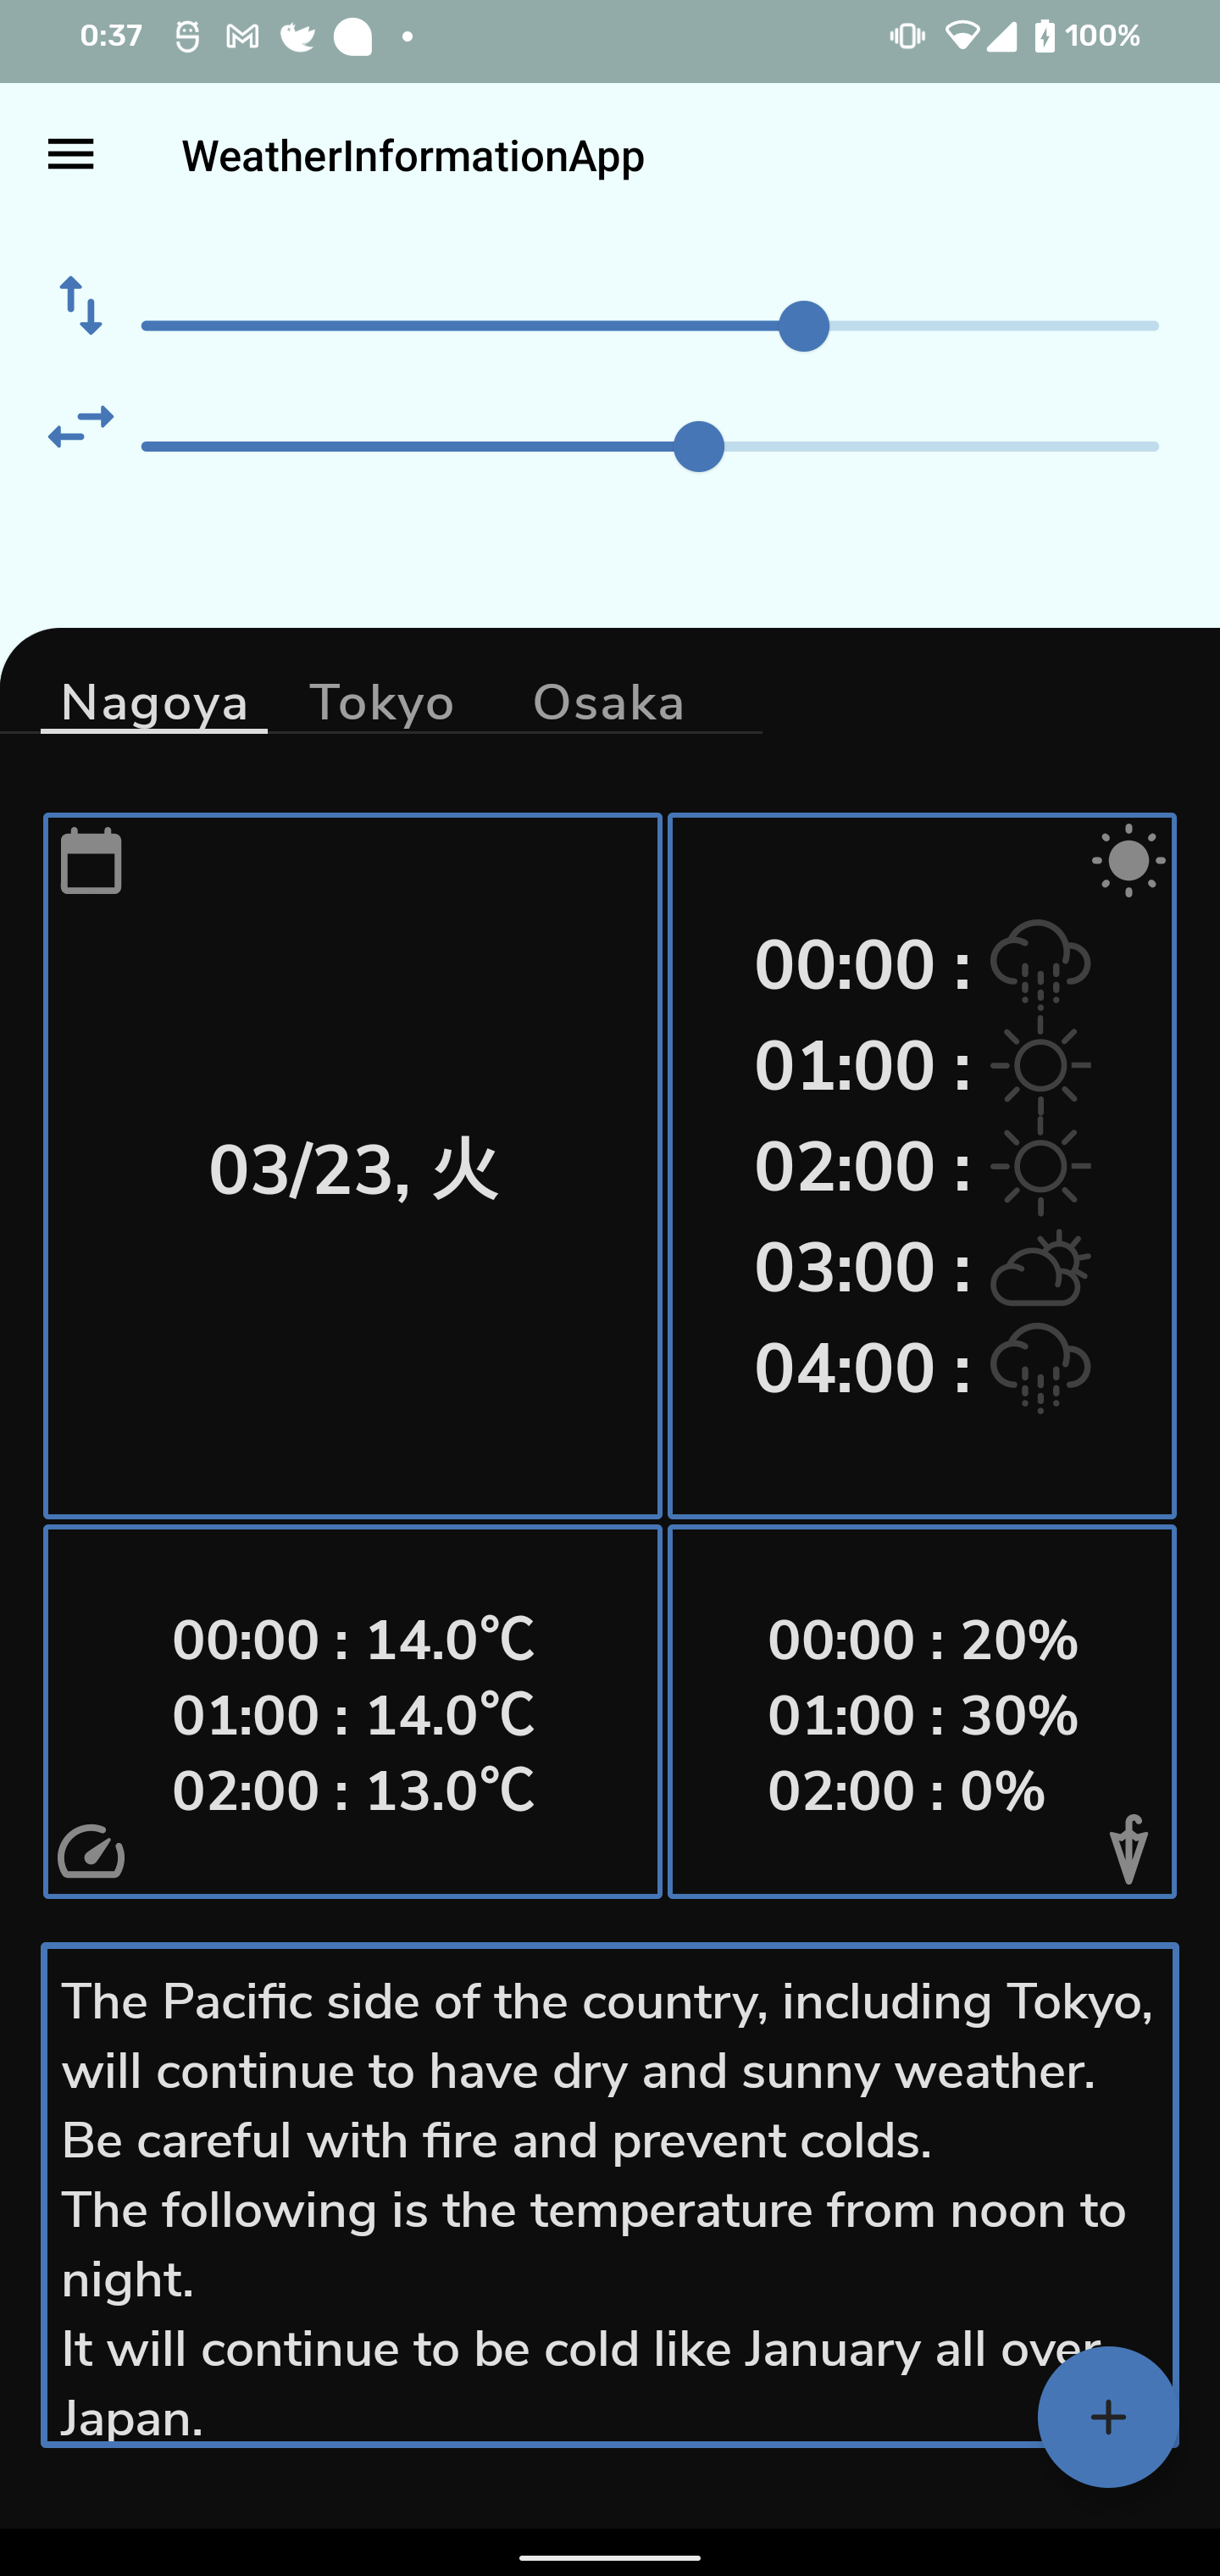 0:37
100%
WeatherInformationApp
Nagoya Tokyo Osaka
03/23, 火
00:00 :
01:00 :
02:00 :
03:00 :
04:00 :
00:00 : 14.0℃
01:00 : 14.0℃
02:00 : 13.0℃
00:00 : 20%
01:00 : 30%
02:00 : 0%
The Pacific side of the country, including Tokyo,
will continue to have dry and sunny weather.
Be careful with fire and prevent colds.
The following is the temperature from noon to
night.
It will continue to be cold like January all over
Japan.